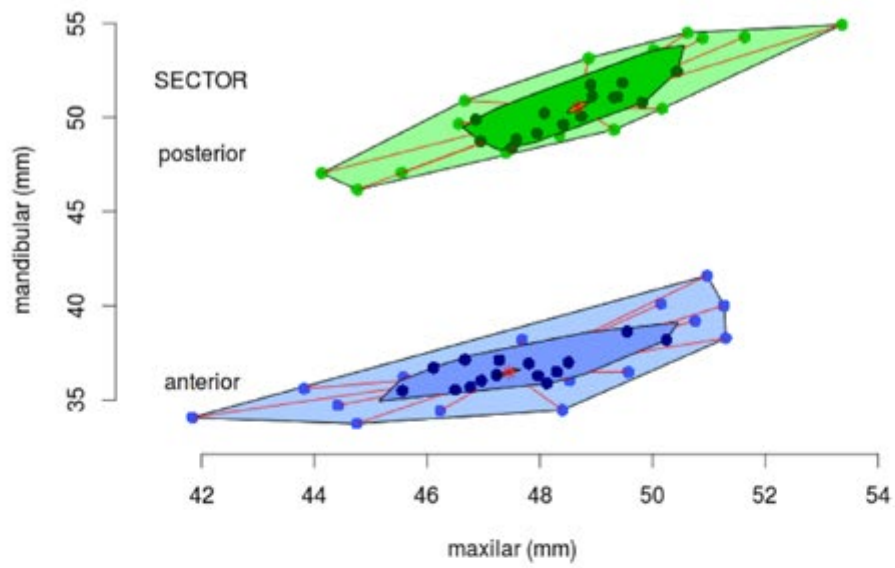 55
SECTOR
50
posterior
45
mandibular (mm)
40
anterior
35
42 44 46 48 50 52 54
maxilar (mm)